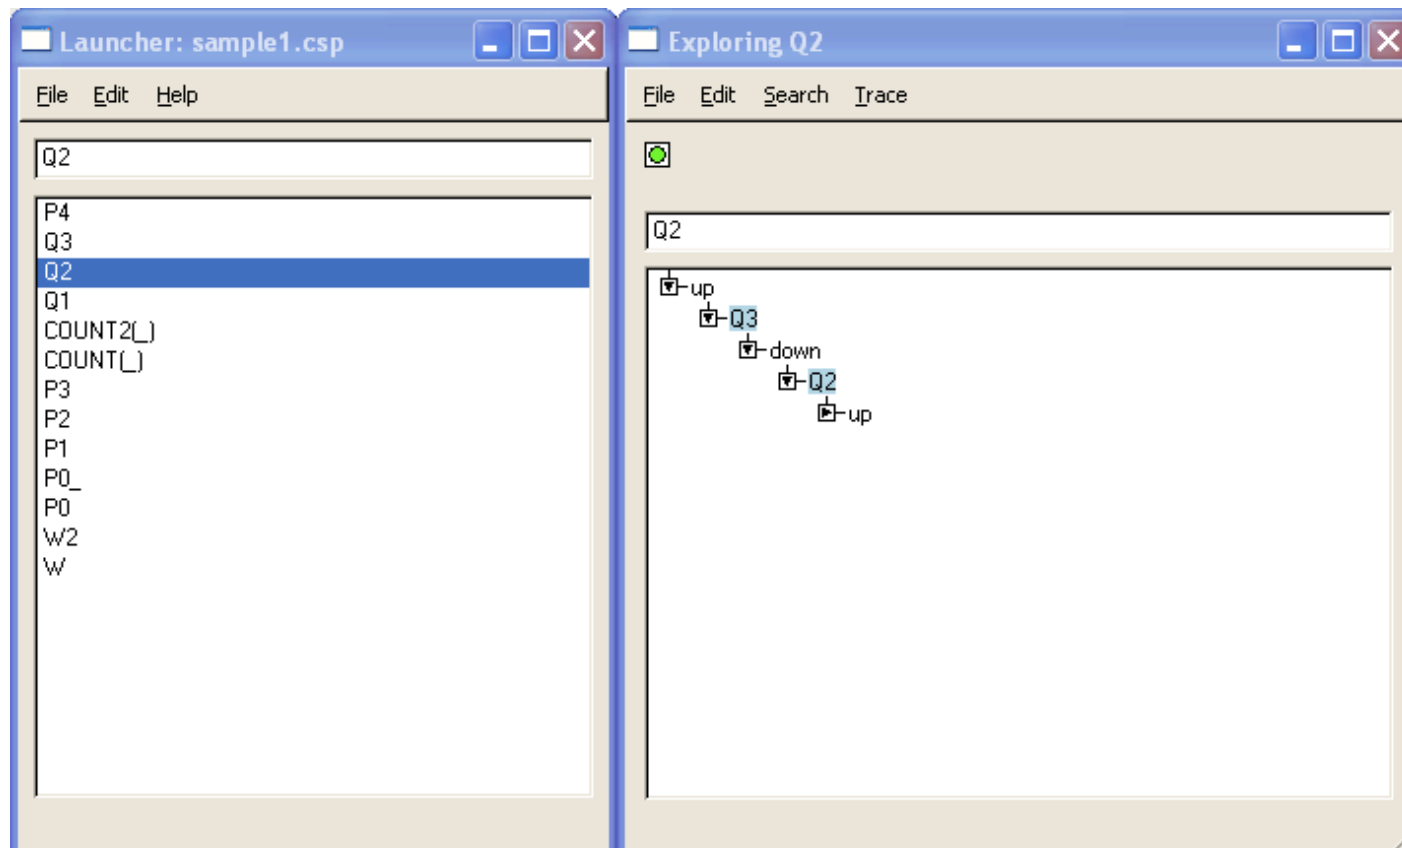 Launcher: sample1.csp
File Edit Help
Q2
P4
Q3
Q2
Q1
COUNT2(_)
COUNT(_)
P3
P2
P1
P0_
P0
W2
W
Exploring Q2
File Edit Search Trace
Q2
up
Q3
down
Q2
up